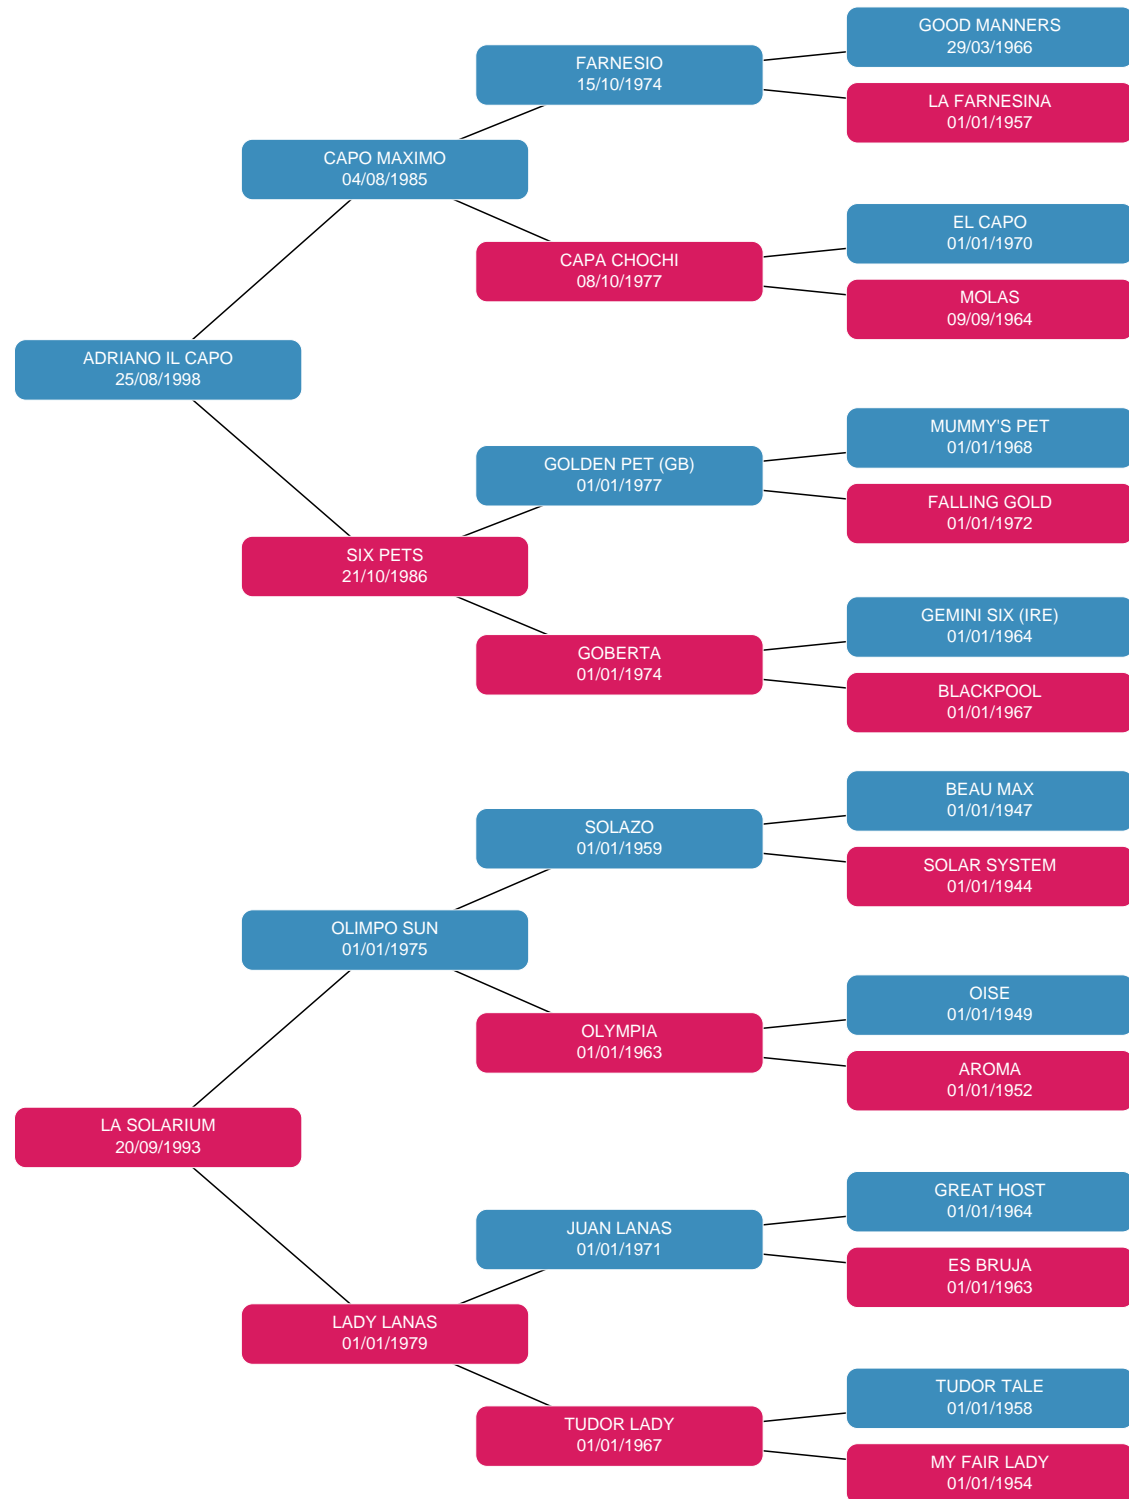 GOOD MANNERS
29/03/1966
FARNESIO
15/10/1974
LA FARNESINA
01/01/1957
CAPO MAXIMO
04/08/1985
EL CAPO
01/01/1970
CAPA CHOCHI
08/10/1977
MOLAS
09/09/1964
ADRIANO IL CAPO
25/08/1998
MUMMY'S PET
01/01/1968
GOLDEN PET (GB)
01/01/1977
FALLING GOLD
01/01/1972
SIX PETS
21/10/1986
GEMINI SIX (IRE)
01/01/1964
GOBERTA
01/01/1974
BLACKPOOL
01/01/1967
BEAU MAX
01/01/1947
SOLAZO
01/01/1959
SOLAR SYSTEM
01/01/1944
OLIMPO SUN
01/01/1975
OISE
01/01/1949
OLYMPIA
01/01/1963
AROMA
01/01/1952
LA SOLARIUM
20/09/1993
GREAT HOST
01/01/1964
JUAN LANAS
01/01/1971
ES BRUJA
01/01/1963
LADY LANAS
01/01/1979
TUDOR TALE
01/01/1958
TUDOR LADY
01/01/1967
MY FAIR LADY
01/01/1954